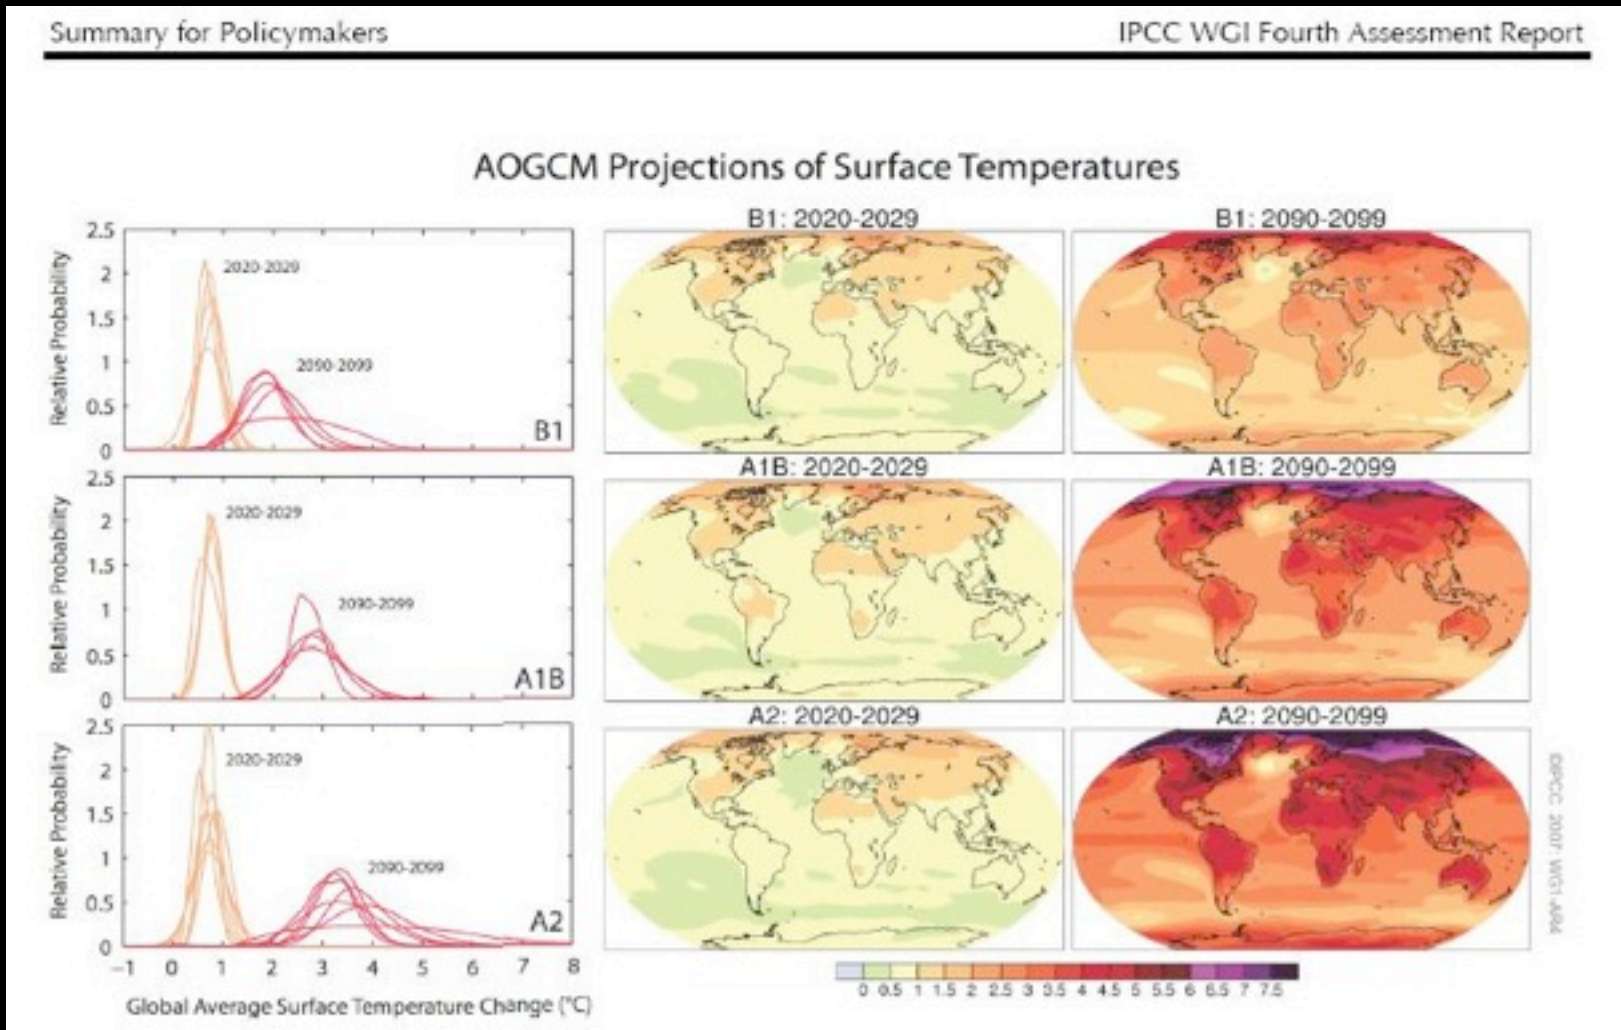 Summary for Policymakers
IPCC WGI Fourth Assessment Report
AOGCM Projections of Surface Temperatures
2.5
2
1.5
1
0.5
0
Relative Probability
2020-2029
2090-2099
B1
B1: 2020-2029
B1: 2090-2099
2.5
2
1.5
1
0.5
0
Relative Probability
2020-2029
2090-2099
A1B
A1B: 2020-2029
A1B: 2090-2099
2.5
2
1.5
1
0.5
0
Relative Probability
2020-2029
2090-2099
A2
A2: 2020-2029
A2: 2090-2099
−1 0 1 2 3 4 5 6 7 8
Global Average Surface Temperature Change (°C)
0 0.5 1 1.5 2 2.5 3 3.5 4 4.5 5 5.5 6 6.5 7 7.5
©IPCC 2007: WG1-AR4